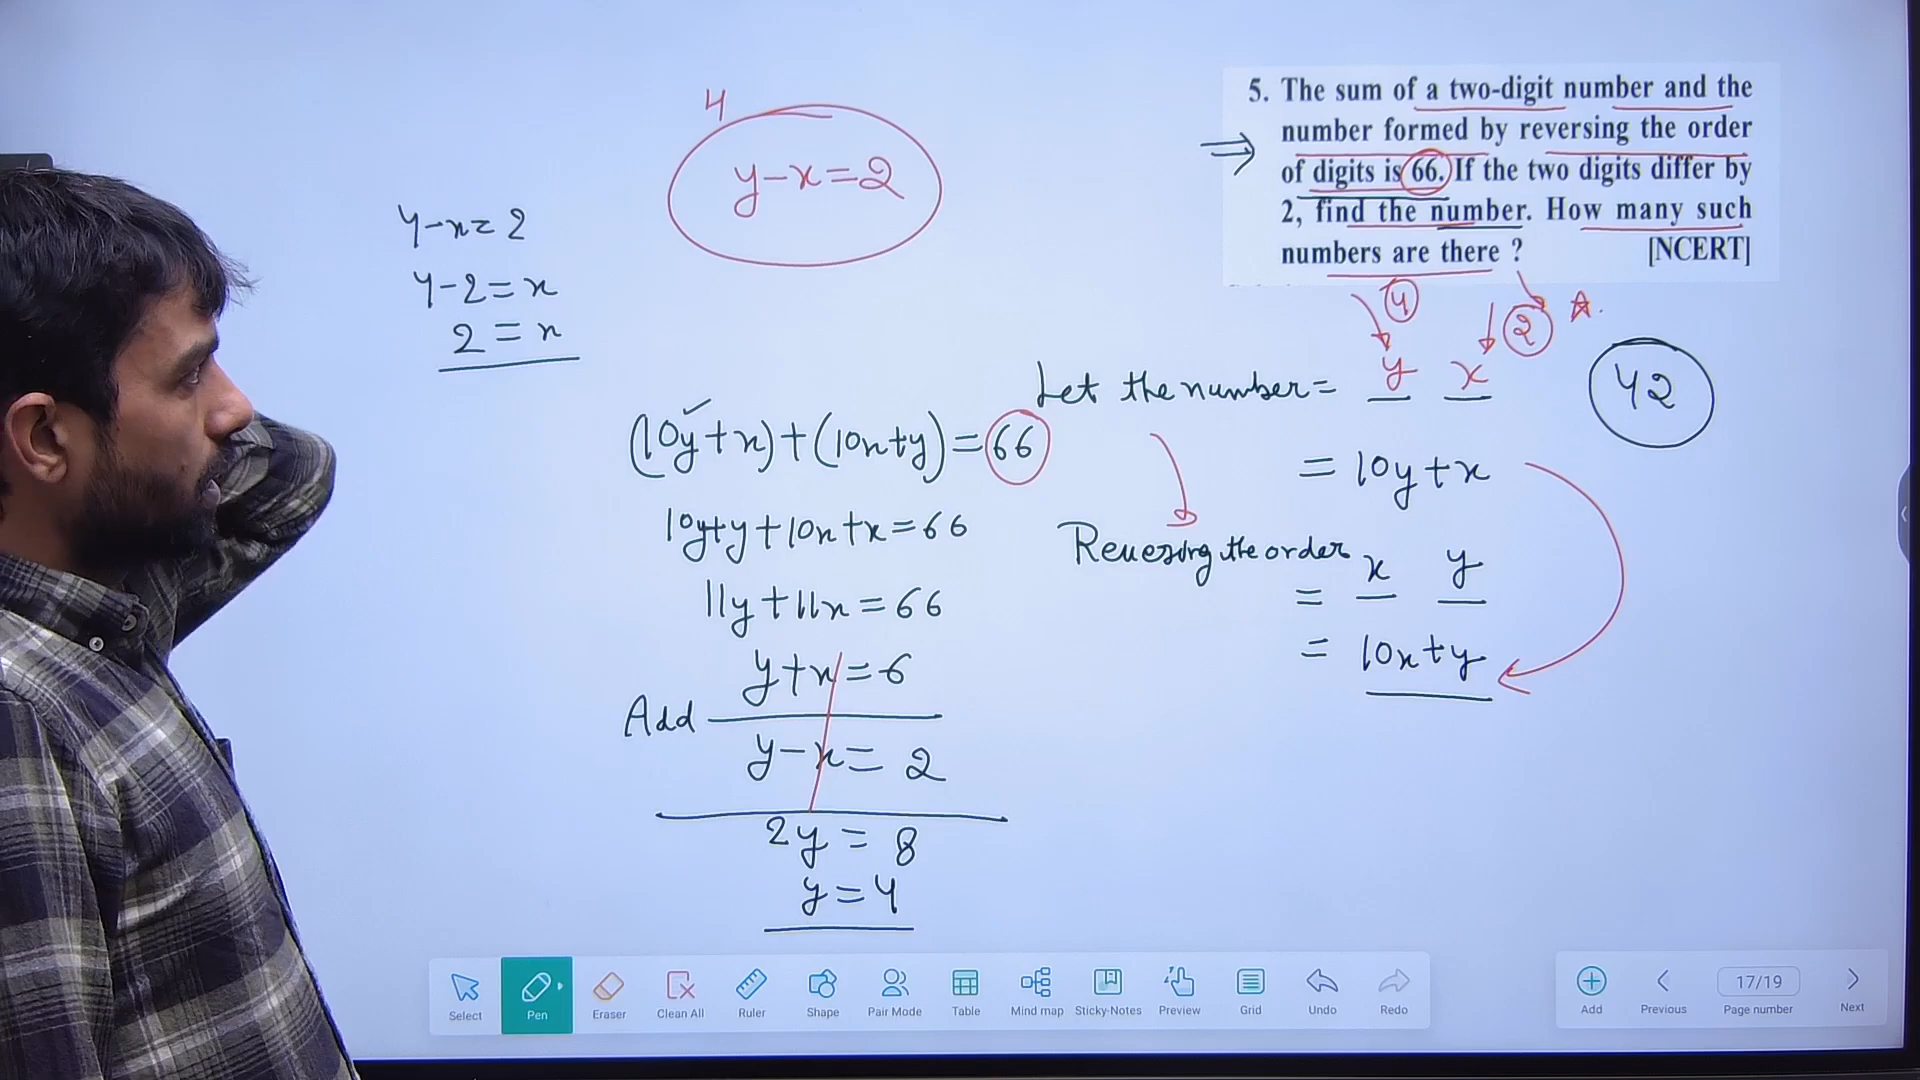 5. The sum of a two-digit number and the
number formed by reversing the order
of digits is 66. If the two digits differ by
2, find the number. How many such
numbers are there ? [NCERT]
4
y-x=2
y-x=2
y-2=x
2=x
4
2
Let the number = y x
42
= 10y+x
Reversing the order
= x y
= 10x+y
(10y+x)+(10x+y)=66
10y+y+10x+x=66
11y+11x=66
y+x=6
Add
y-x=2
2y=8
y=4
Select Pen Eraser Clean All Ruler Shape Pair Mode Table Mind map Sticky-Notes Preview Grid Undo Redo
Add Previous 17/19 Page number Next